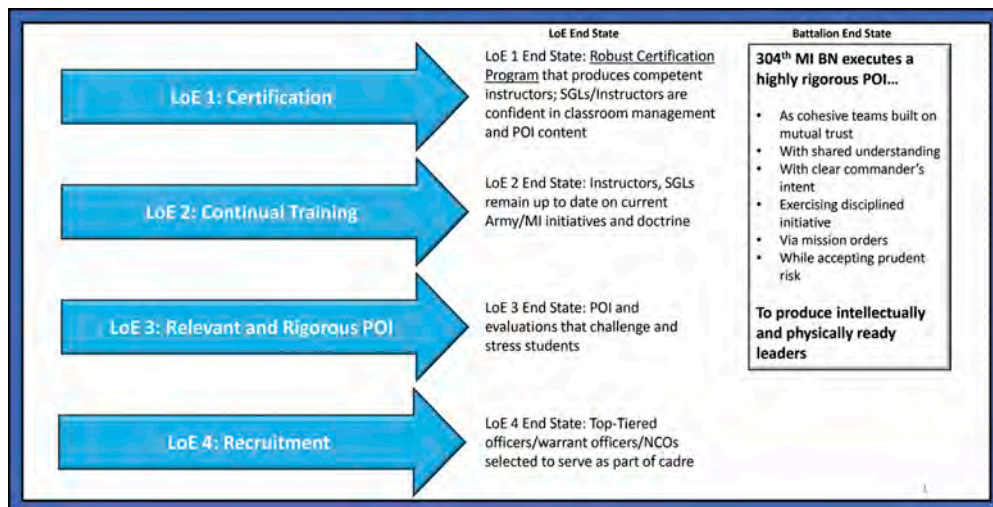 LoE End State
Battalion End State
LoE 1: Certification
LoE 1 End State: Robust Certification
Program that produces competent
instructors; SGLs/Instructors are
confident in classroom management
and POI content
LoE 2: Continual Training
LoE 2 End State: Instructors, SGLs
remain up to date on current
Army/MI initiatives and doctrine
LoE 3: Relevant and Rigorous POI
LoE 3 End State: POI and
evaluations that challenge and
stress students
LoE 4: Recruitment
LoE 4 End State: Top-Tiered
officers/warrant officers/NCOs
selected to serve as part of cadre
304th MI BN executes a
highly rigorous POI...
• As cohesive teams built on
mutual trust
• With shared understanding
• With clear commander's
intent
• Exercising disciplined
initiative
• Via mission orders
• While accepting prudent
risk
To produce intellectually
and physically ready
leaders
1